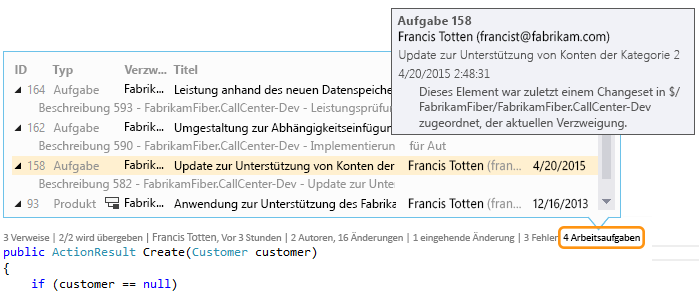 Aufgabe 158
Francis Totten (francist@fabrikam.com)
Update zur Unterstützung von Konten der Kategorie 2
4/20/2015 2:48:31
Dieses Element war zuletzt einem Changeset in $/
FabrikamFiber/FabrikamFiber.CallCenter-Dev
zugeordnet, der aktuellen Verzweigung.
ID Typ Verzw... Titel
164 Aufgabe Fabrik... Leistung anhand des neuen Datenspeiche
Beschreibung 593 - FabrikamFiber.CallCenter-Dev - Leistungsprüfun
162 Aufgabe Fabrik... Umgestaltung zur Abhängigkeitseinfügun
Beschreibung 590 - FabrikamFiber.CallCenter-Dev - Implementierun für Aut
158 Aufgabe Fabrik... Update zur Unterstützung von Konten der Francis Totten (fran... 4/20/2015
Beschreibung 582 - FabrikamFiber.CallCenter-Dev - Update zur Unte
93 Produkt Fabrik... Anwendung zur Unterstützung des Fabrika Francis Totten (fran... 12/16/2013
3 Verweise | 2/2 wird übergeben | Francis Totten, Vor 3 Stunden | 2 Autoren, 16 Änderungen | 1 eingehende Änderung | 3 Fehler 4 Arbeitsaufgaben
public ActionResult Create(Customer customer)
{
if (customer == null)